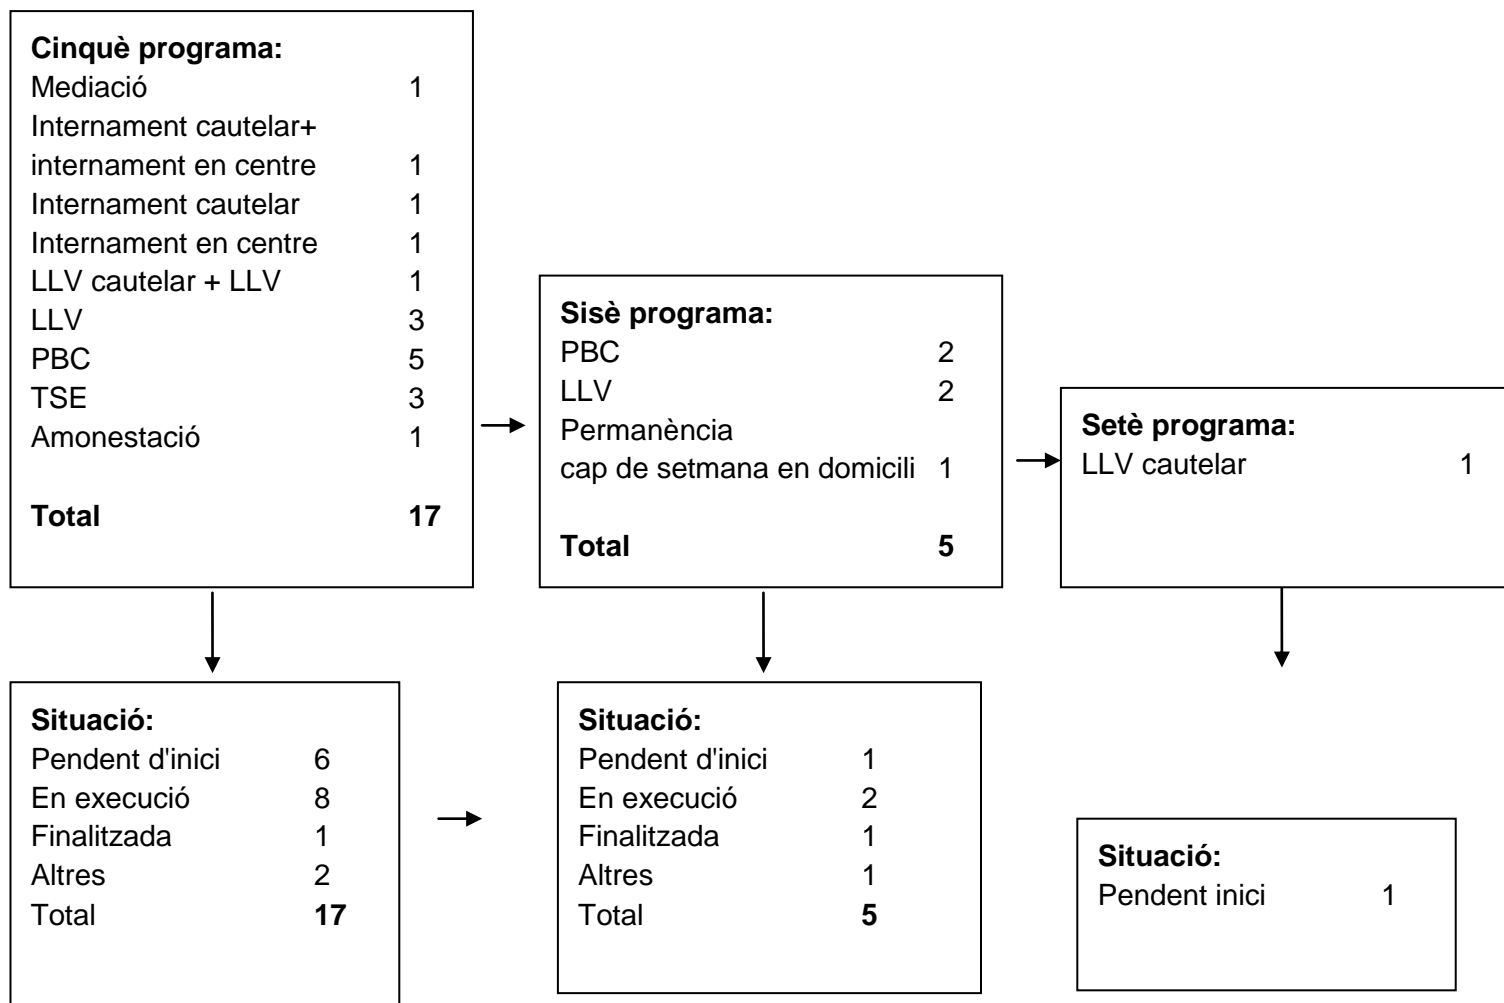 Cinquè programa:
Mediació 1
Internament cautelar+
internament en centre 1
Internament cautelar 1
Internament en centre 1
LLV cautelar + LLV 1
LLV 3
PBC 5
TSE 3
Amonestació 1
Total 17
Sisè programa:
PBC 2
LLV 2
Permanència
cap de setmana en domicili 1
Total 5
Setè programa:
LLV cautelar 1
Situació:
Pendent d'inici 6
En execució 8
Finalitzada 1
Altres 2
Total 17
Situació:
Pendent d'inici 1
En execució 2
Finalitzada 1
Altres 1
Total 5
Situació:
Pendent inici 1